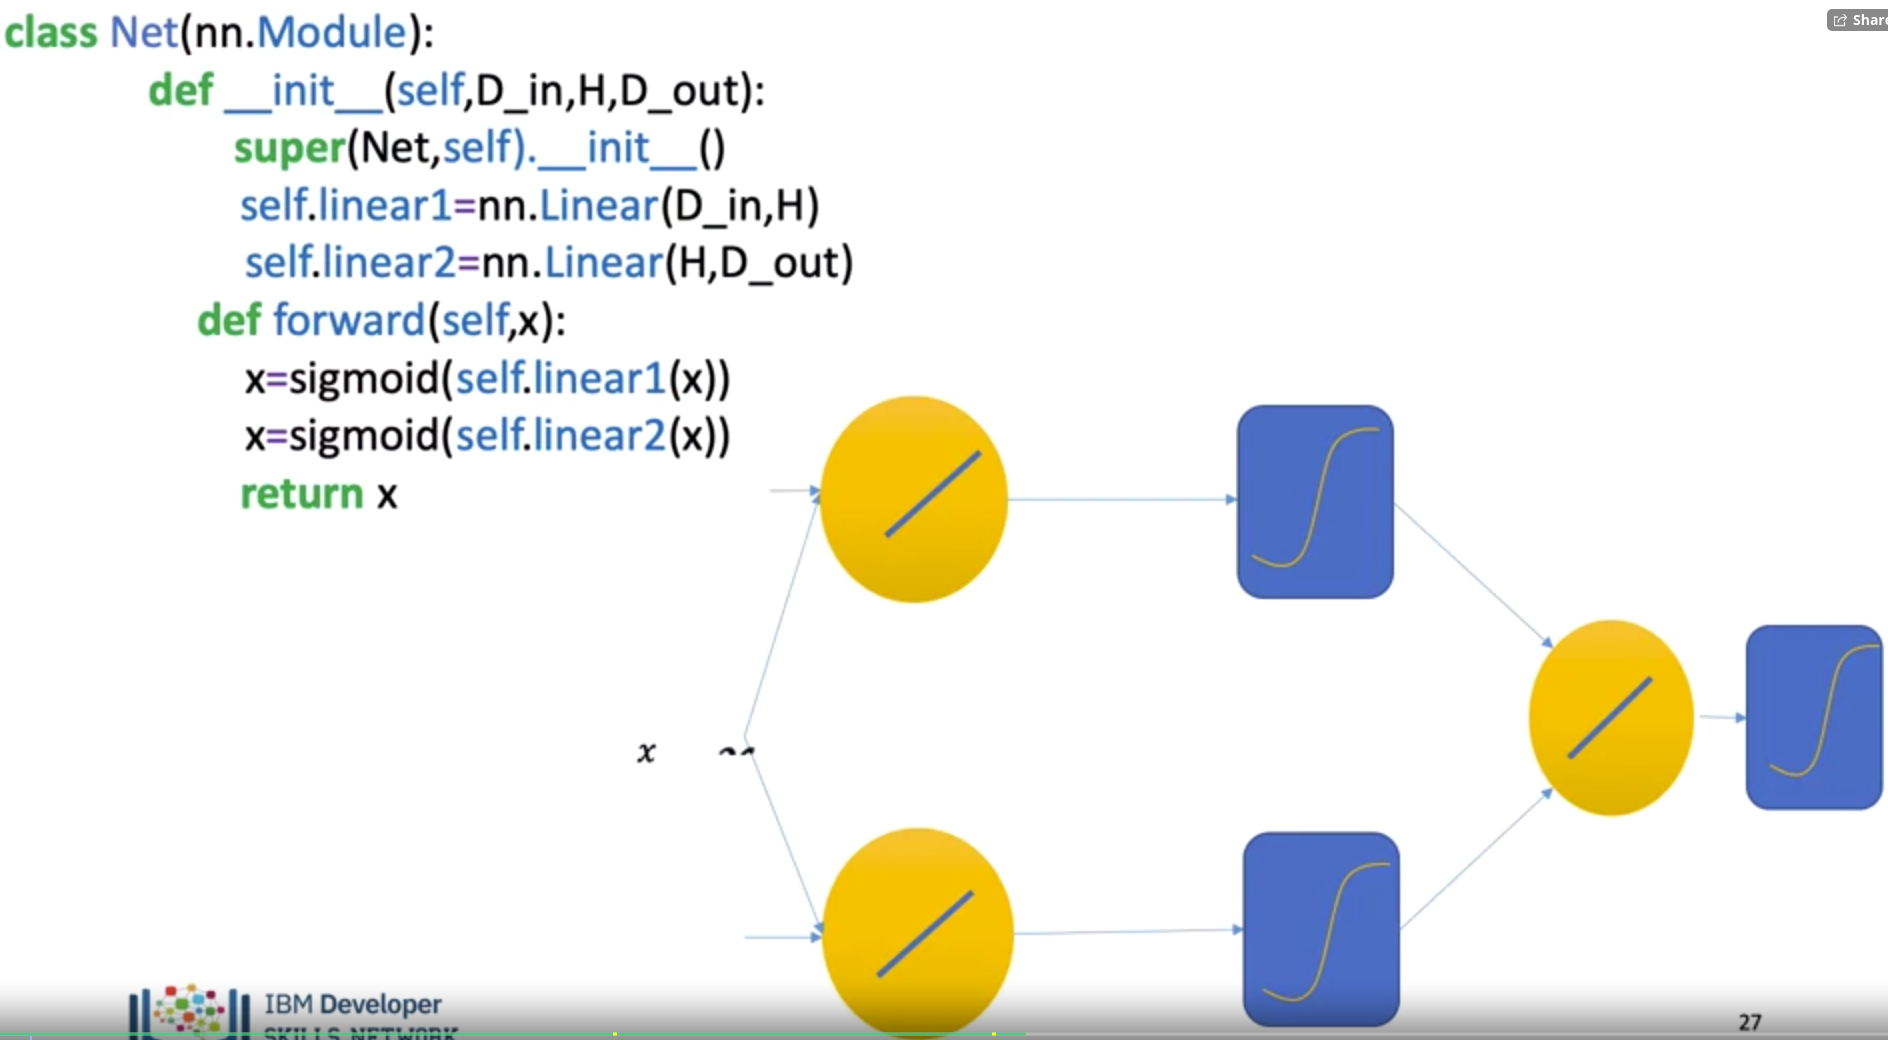 class Net(nn.Module):
def __init__(self,D_in,H,D_out):
super(Net,self).__init__()
self.linear1=nn.Linear(D_in,H)
self.linear2=nn.Linear(H,D_out)
def forward(self,x):
x=sigmoid(self.linear1(x))
x=sigmoid(self.linear2(x))
return x
Share
x
IBM Developer
SKILLS NETWORK
27